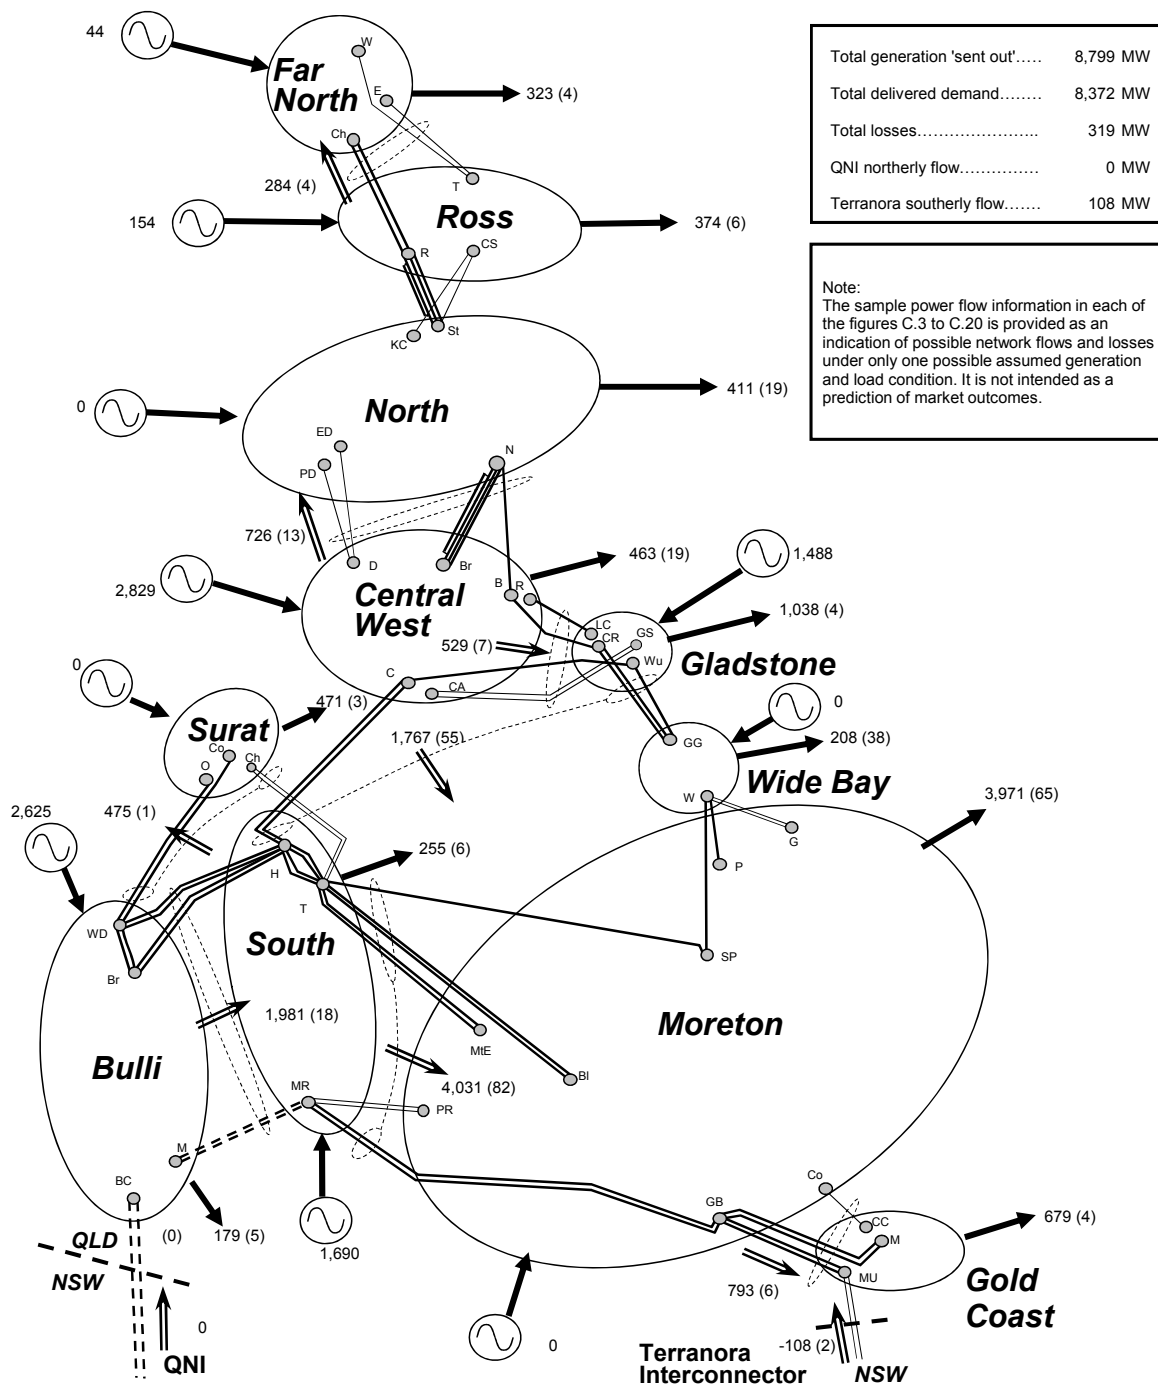 44
W
Far
North
E
323 (4)
Ch
284 (4)
T
Ross
154
374 (6)
R
CS
St
KC
Total generation 'sent out'..... 8,799 MW
Total delivered demand........ 8,372 MW
Total losses...................... 319 MW
QNI northerly flow............... 0 MW
Terranora southerly flow....... 108 MW
Note:
The sample power flow information in each of
the figures C.3 to C.20 is provided as an
indication of possible network flows and losses
under only one possible assumed generation
and load condition. It is not intended as a
prediction of market outcomes.
0
North
411 (19)
ED
PD
N
726 (13)
D
Br
463 (19)
1,488
2,829
Central
West
B
R
1,038 (4)
LC
CR
GS
529 (7)
Wu
Gladstone
C
CA
0
471 (3)
Surat
Co
Ch
O
1,767 (55)
0
GG
208 (38)
Wide Bay
W
G
P
3,971 (65)
2,625
475 (1)
255 (6)
H
T
WD
South
SP
Br
1,981 (18)
Moreton
MtE
Bulli
4,031 (82)
BI
MR
PR
M
BC
(0)
179 (5)
QLD
NSW
1,690
Co
GB
CC
M
679 (4)
MU
793 (6)
Gold
Coast
0
QNI
0
-108 (2)
Terranora
Interconnector
NSW